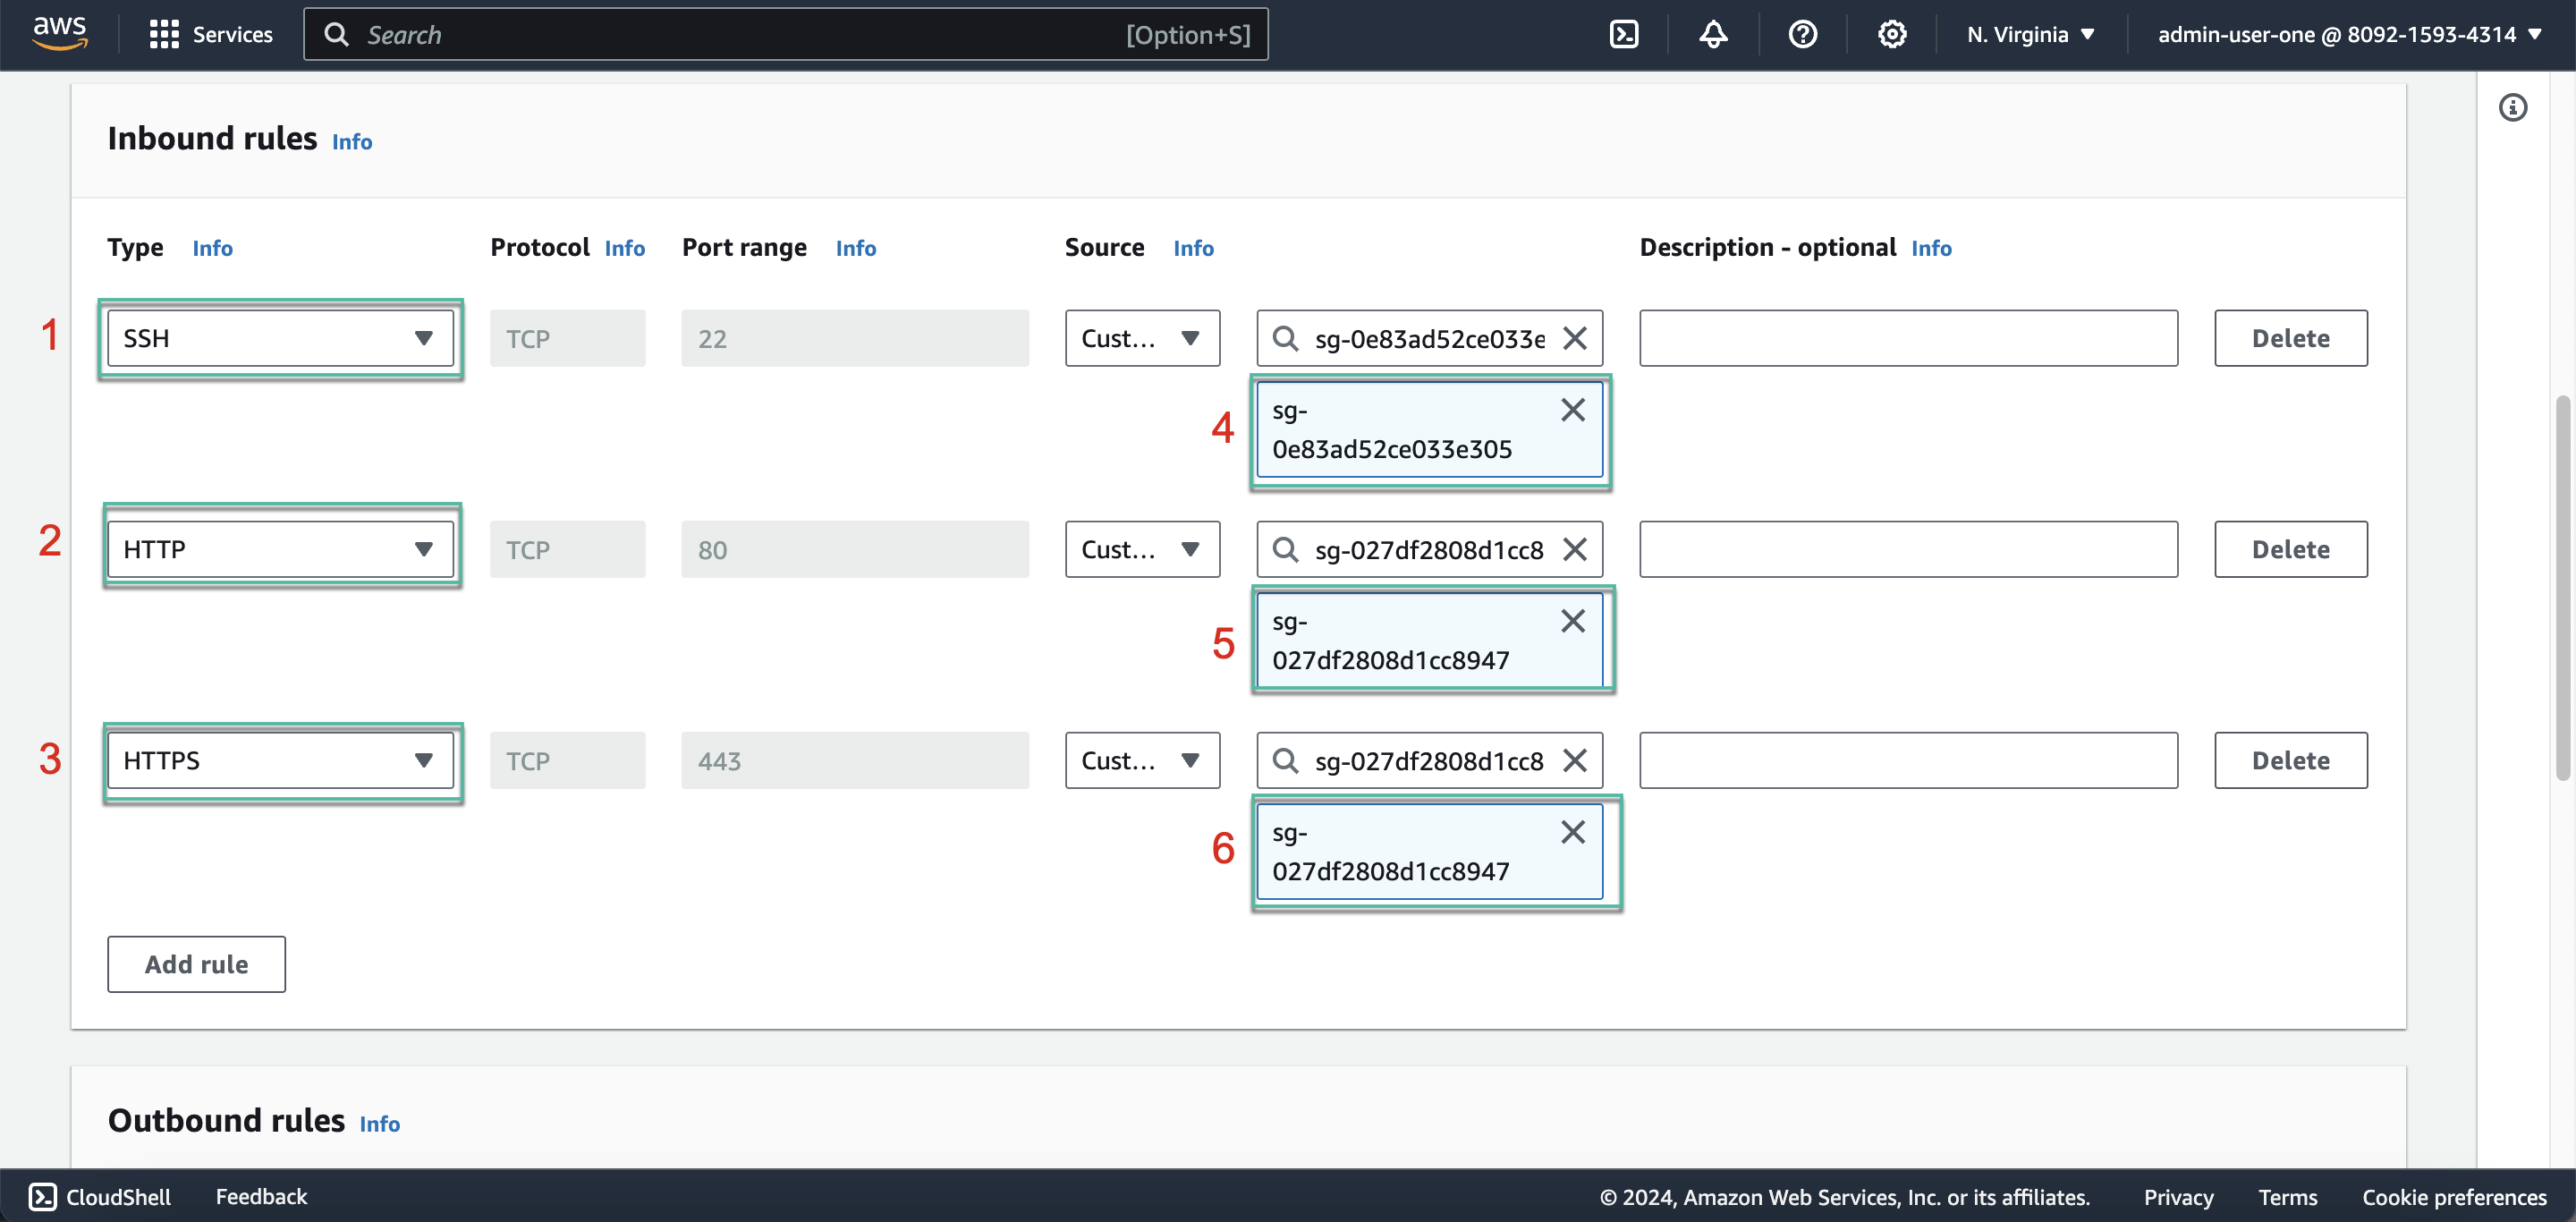 aws Services Search [Option+S] N. Virginia admin-user-one @ 8092-1593-4314
Inbound rules Info
Type Info Protocol Info Port range Info Source Info Description - optional Info
1 SSH TCP 22 Cust... sg-0e83ad52ce033e Delete
4 sg-
0e83ad52ce033e305
2 HTTP TCP 80 Cust... sg-027df2808d1cc8 Delete
5 sg-
027df2808d1cc8947
3 HTTPS TCP 443 Cust... sg-027df2808d1cc8 Delete
6 sg-
027df2808d1cc8947
Add rule
Outbound rules Info
CloudShell Feedback © 2024, Amazon Web Services, Inc. or its affiliates. Privacy Terms Cookie preferences